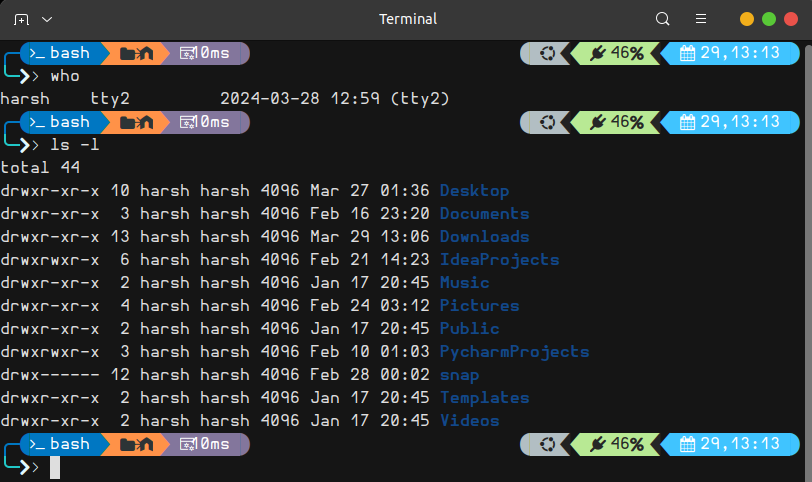 Terminal
>_ bash 10ms 46% 29,13:13
> who
harsh tty2 2024-03-28 12:59 (tty2)
>_ bash 10ms 46% 29,13:13
> ls -l
total 44
drwxr-xr-x 10 harsh harsh 4096 Mar 27 01:36 Desktop
drwxr-xr-x 3 harsh harsh 4096 Feb 16 23:20 Documents
drwxr-xr-x 13 harsh harsh 4096 Mar 29 13:06 Downloads
drwxrwxr-x 6 harsh harsh 4096 Feb 21 14:23 IdeaProjects
drwxr-xr-x 2 harsh harsh 4096 Jan 17 20:45 Music
drwxr-xr-x 4 harsh harsh 4096 Feb 24 03:12 Pictures
drwxr-xr-x 2 harsh harsh 4096 Jan 17 20:45 Public
drwxrwxr-x 3 harsh harsh 4096 Feb 10 01:03 PycharmProjects
drwx------ 12 harsh harsh 4096 Feb 28 00:02 snap
drwxr-xr-x 2 harsh harsh 4096 Jan 17 20:45 Templates
drwxr-xr-x 2 harsh harsh 4096 Jan 17 20:45 Videos
>_ bash 10ms 46% 29,13:13
>